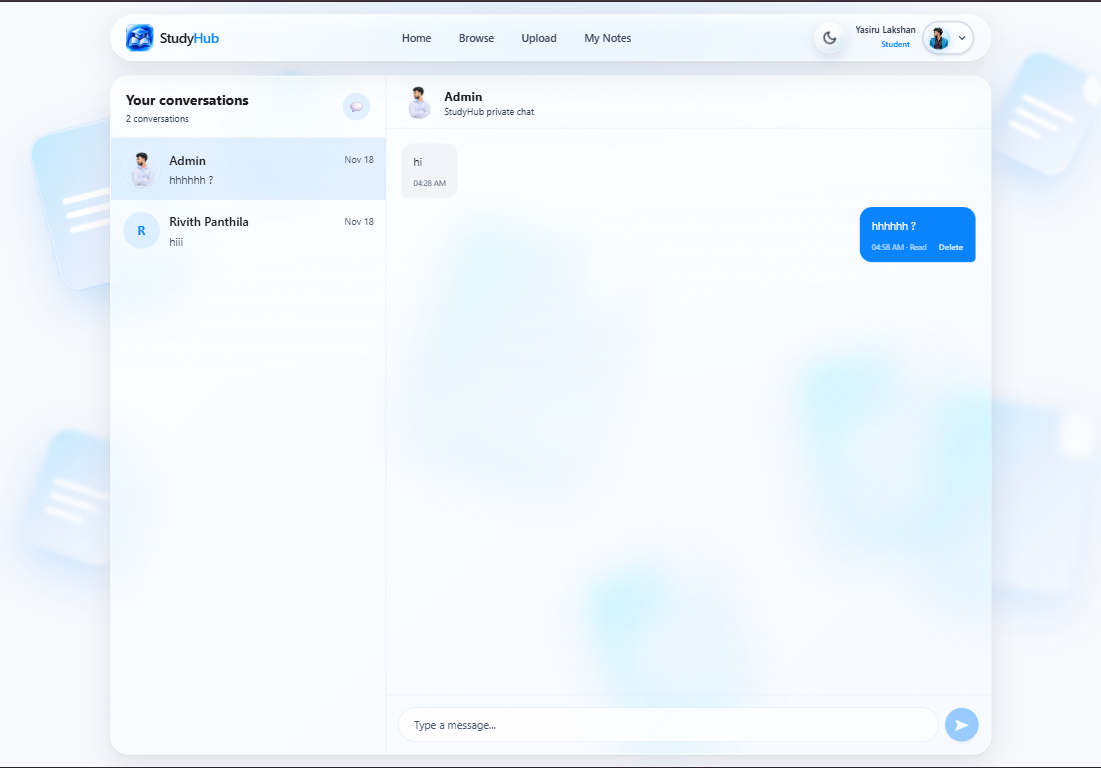 StudyHub
Home Browse Upload My Notes
Yasiru Lakshan
Student
Your conversations
2 conversations
Admin
Nov 18
hhhhhh ?
Rivith Panthila
Nov 18
R
hiii
Admin
StudyHub private chat
hi
04:28 AM
hhhhhh ?
04:58 AM · Read Delete
Type a message...